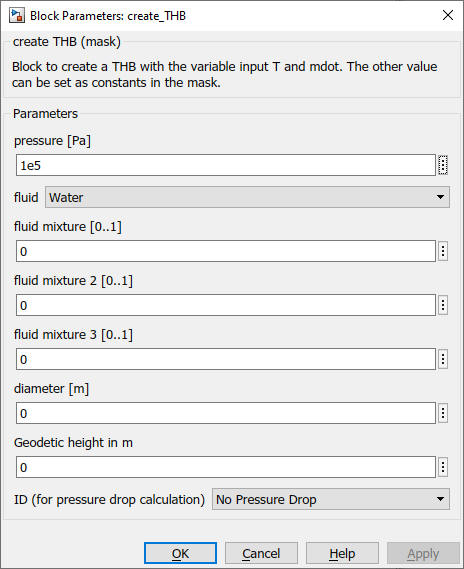 Block Parameters: create_THB
create THB (mask)
Block to create a THB with the variable input T and mdot. The other value
can be set as constants in the mask.
Parameters
pressure [Pa]
1e5
fluid Water
fluid mixture [0..1]
0
fluid mixture 2 [0..1]
0
fluid mixture 3 [0..1]
0
diameter [m]
0
Geodetic height in m
0
ID (for pressure drop calculation) No Pressure Drop
OK Cancel Help Apply